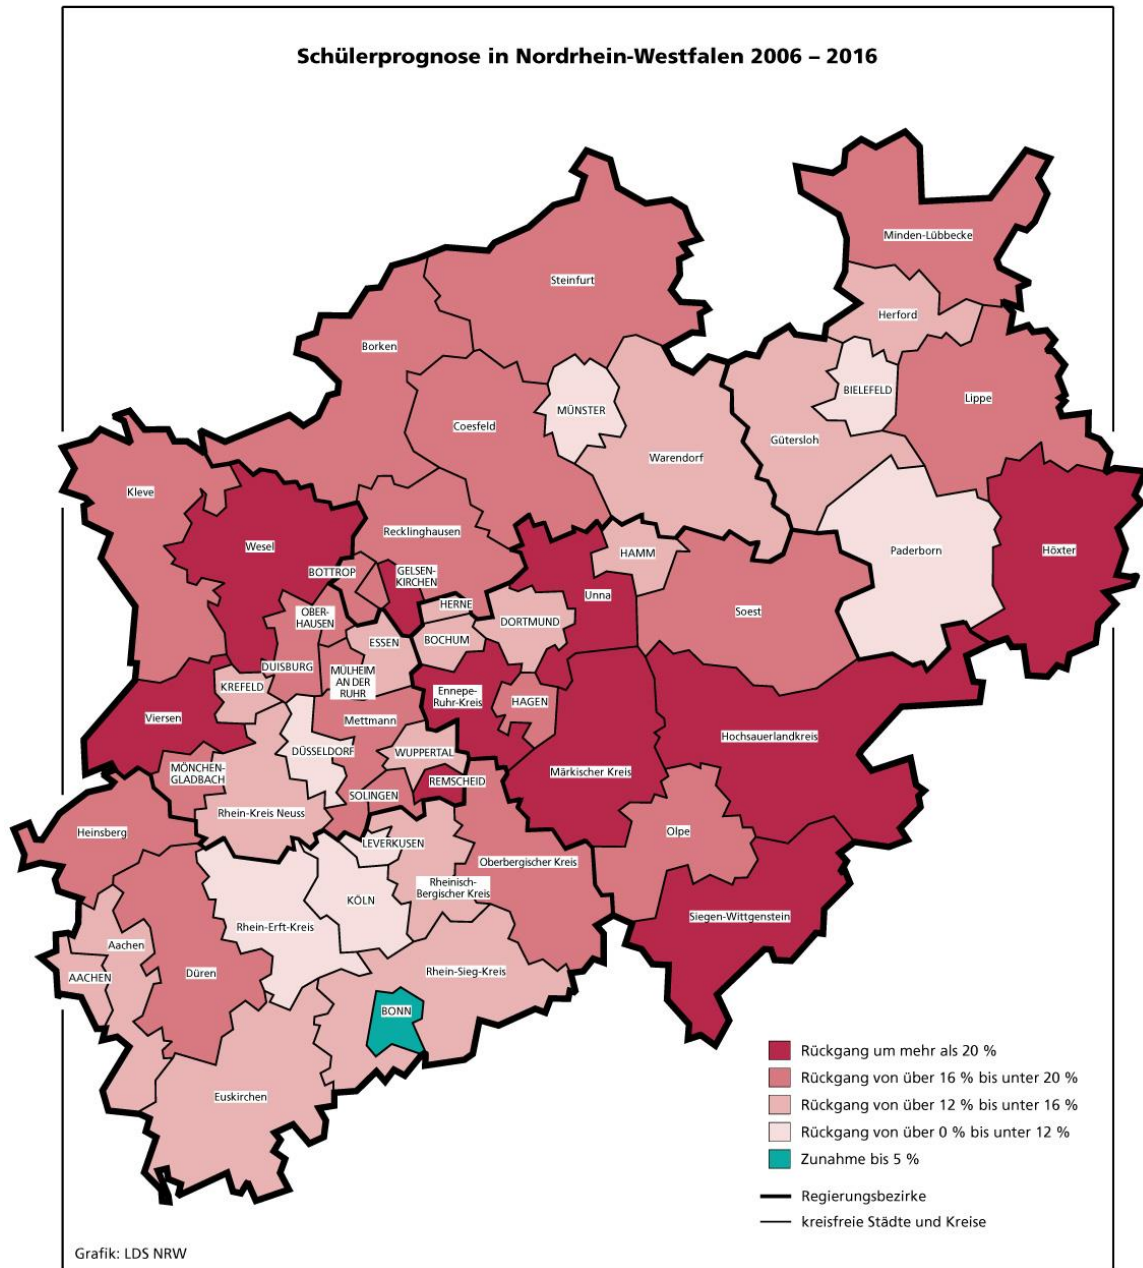 Schülerprognose in Nordrhein-Westfalen 2006 – 2016
Minden-Lübbecke
Steinfurt
Herford
Borken
BIELEFELD
Lippe
MÜNSTER
Coesfeld
Gütersloh
Warendorf
Kleve
Recklinghausen
Wesel
HAMM
Paderborn
Höxter
BOTTROP
GELSEN-
KIRCHEN
Unna
HERNE
Soest
OBER-
HAUSEN
DORTMUND
ESSEN
BOCHUM
DUISBURG
MÜLHEIM
AN DER
RUHR
KREFELD
Ennepe-
Ruhr-Kreis
HAGEN
Viersen
Mettmann
Hochsauerlandkreis
DÜSSELDORF
WUPPERTAL
MÖNCHEN-
GLADBACH
Märkischer Kreis
REMSCHEID
SOLINGEN
Rhein-Kreis Neuss
Heinsberg
Olpe
LEVERKUSEN
Oberbergischer Kreis
Rheinisch-
Bergischer Kreis
KÖLN
Siegen-Wittgenstein
Rhein-Erft-Kreis
Aachen
Rhein-Sieg-Kreis
Düren
AACHEN
BONN
Euskirchen
Rückgang um mehr als 20 %
Rückgang von über 16 % bis unter 20 %
Rückgang von über 12 % bis unter 16 %
Rückgang von über 0 % bis unter 12 %
Zunahme bis 5 %
Regierungsbezirke
kreisfreie Städte und Kreise
Grafik: LDS NRW